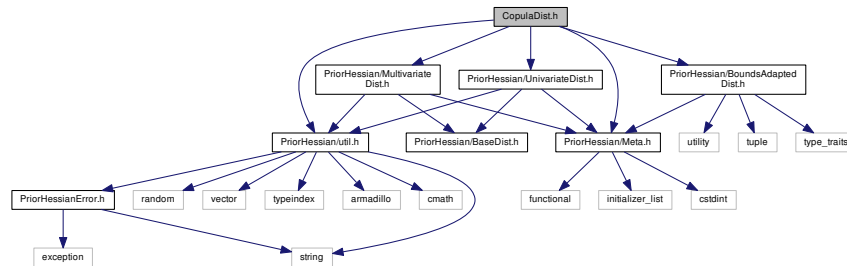 CopulaDist.h
PriorHessian/Multivariate
Dist.h
PriorHessian/UnivariateDist.h
PriorHessian/BoundsAdapted
Dist.h
PriorHessian/util.h
PriorHessian/BaseDist.h
PriorHessian/Meta.h
utility
tuple
type_traits
PriorHessianError.h
random
vector
typeindex
armadillo
cmath
functional
initializer_list
cstdint
exception
string